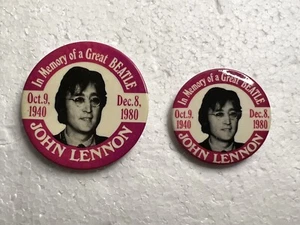 In Memory of a Great BEATLE
Oct. 9,
1940
Dec. 8,
1980
JOHN LENNON
In Memory of a Great BEATLE
Oct. 9,
1940
Dec. 8,
1980
JOHN LENNON